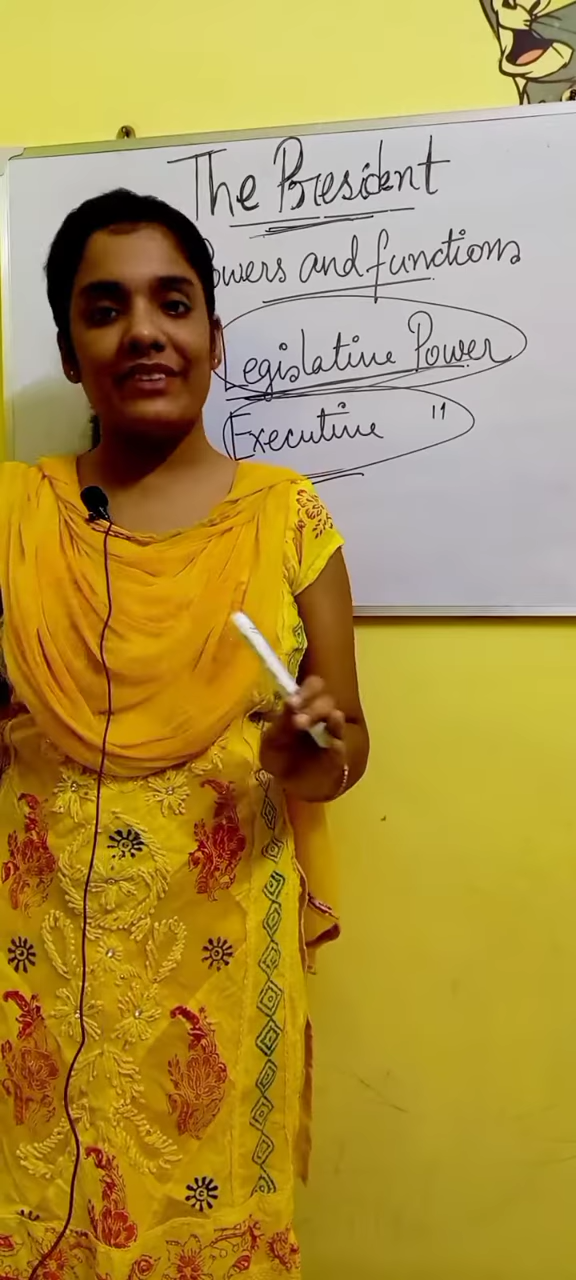 The President
Powers and functions
Legislative Power
Executive "